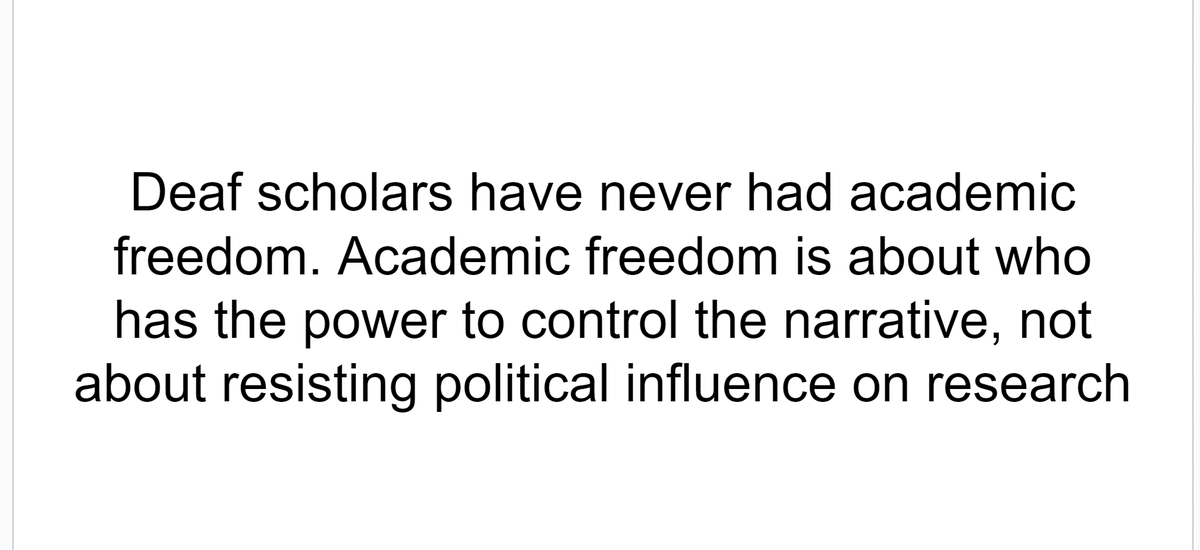 Deaf scholars have never had academic
freedom. Academic freedom is about who
has the power to control the narrative, not
about resisting political influence on research